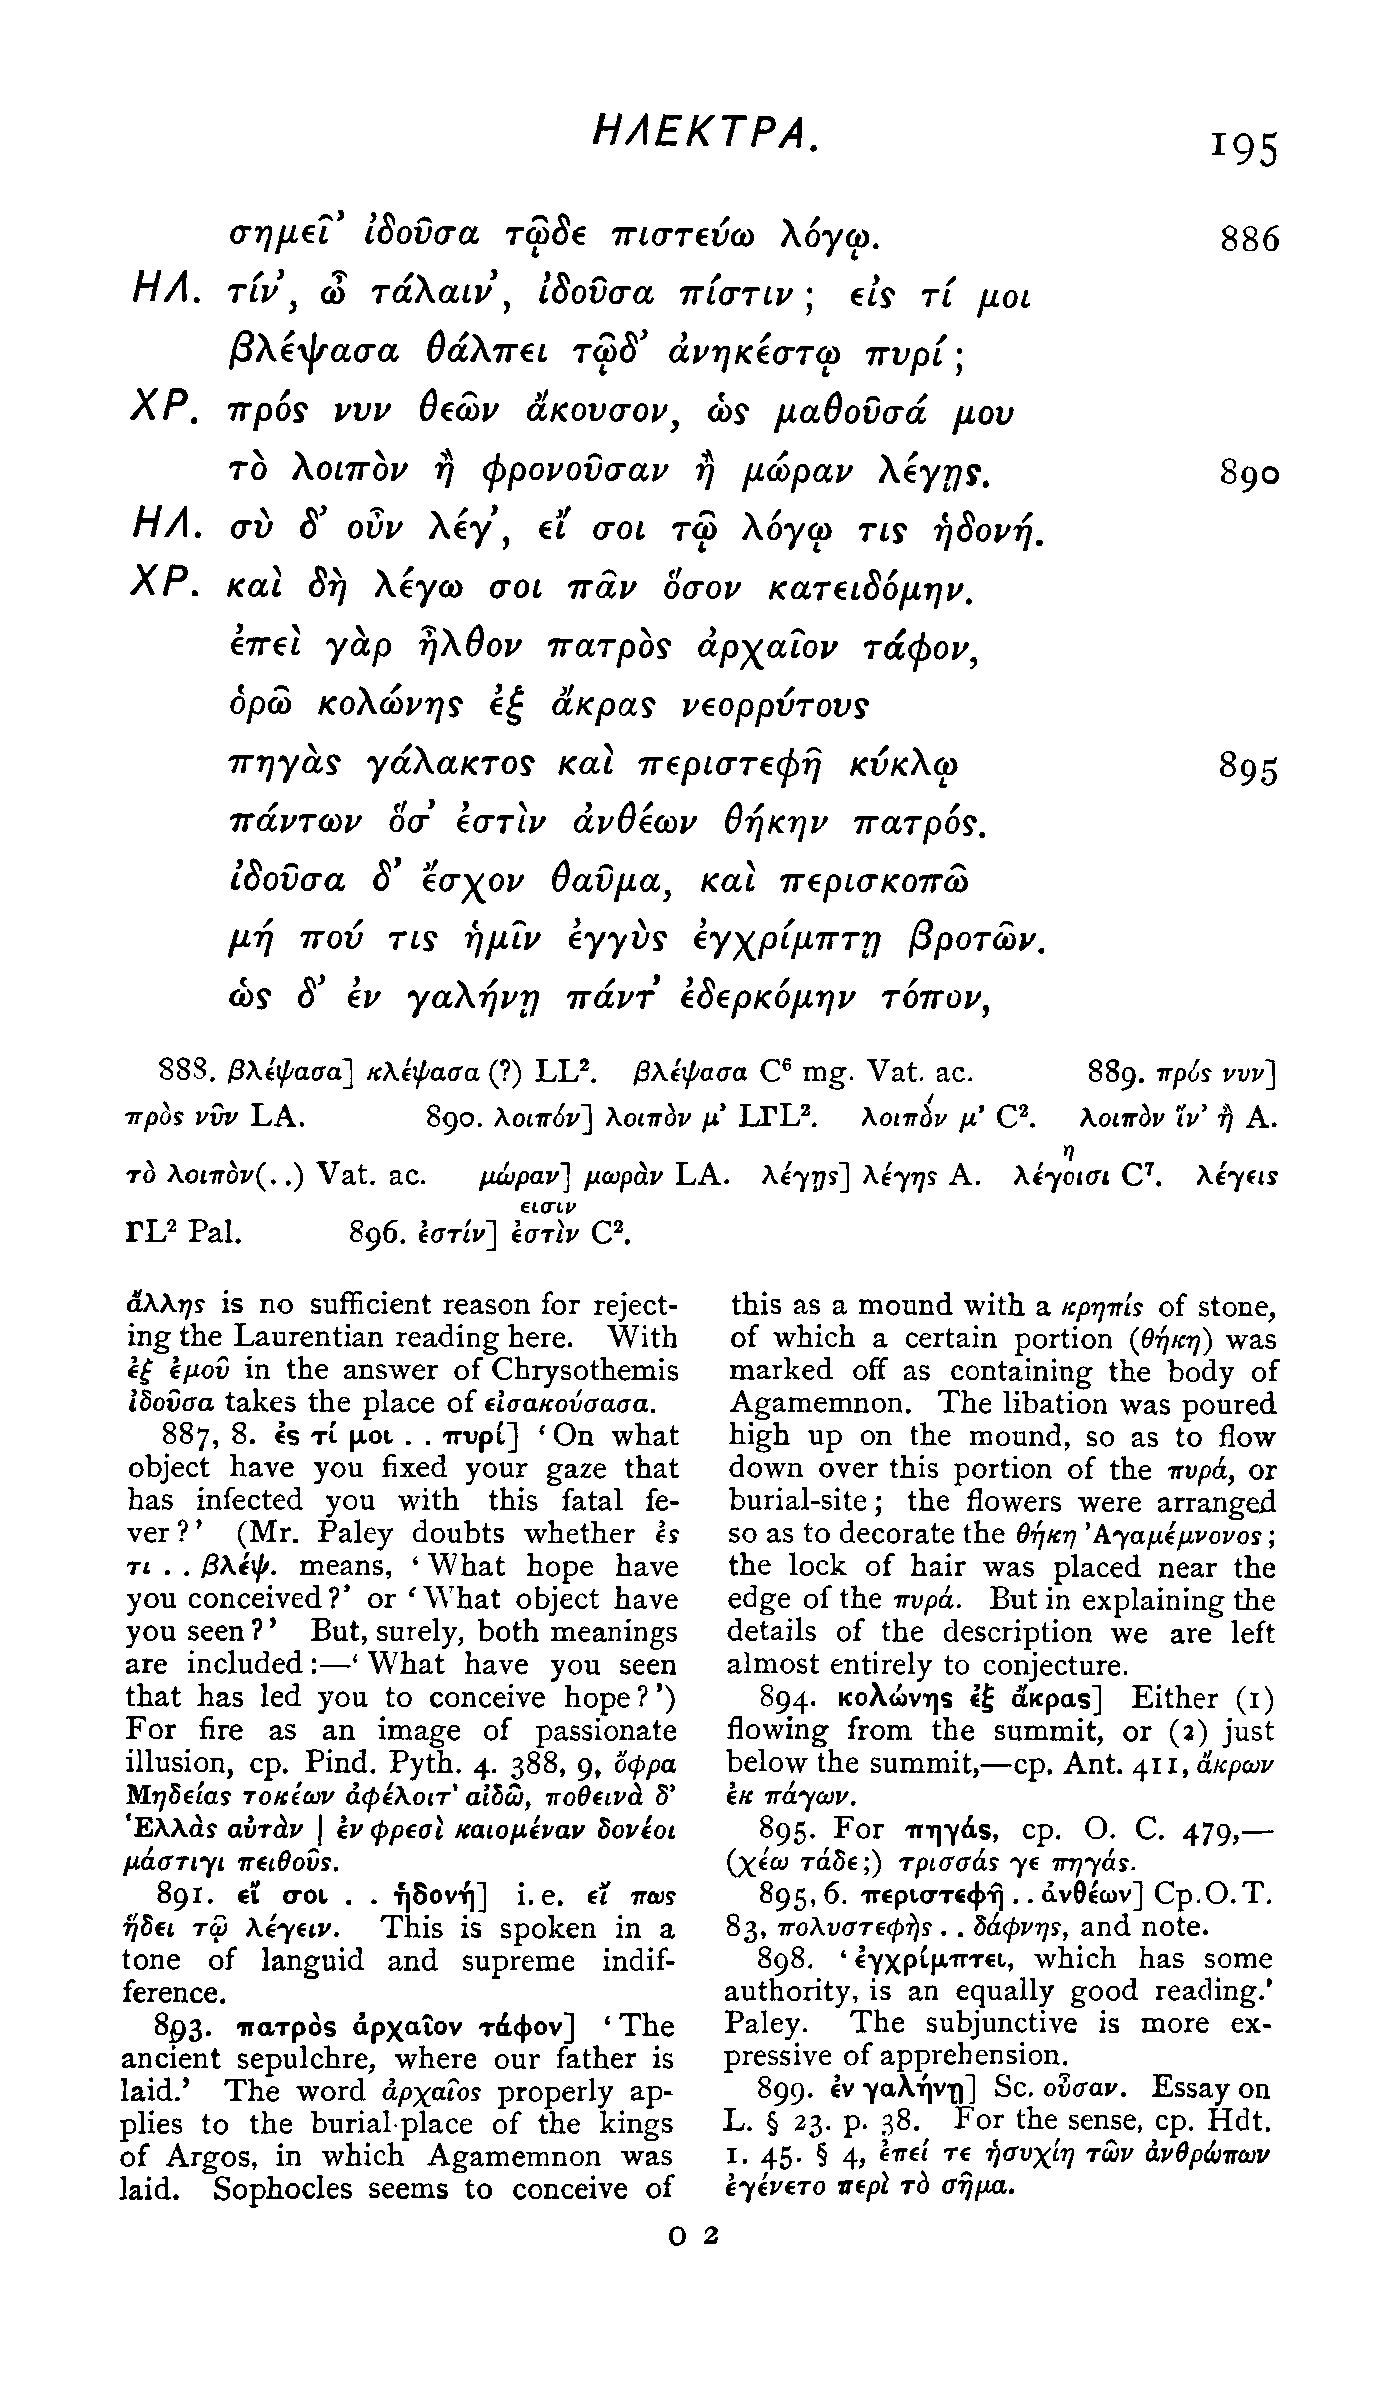 ΗΛΕΚΤΡΑ. 195
σημεῖ' ἰδοῦσα τῷδε πιστεύω λόγῳ. 886
ΗΛ. τίν', ὦ τάλαιν', ἰδοῦσα πίστιν; εἰς τί μοι
βλέψασα θάλπει τῷδ' ἀνηκέστῳ πυρί;
ΧΡ. πρός νυν θεῶν ἄκουσον, ὡς μαθοῦσά μου
τὸ λοιπὸν ἢ φρονοῦσαν ἢ μώραν λέγῃς. 890
ΗΛ. σὺ δ' οὖν λέγ', εἴ σοι τῷ λόγῳ τις ἡδονή.
ΧΡ. καὶ δὴ λέγω σοι πᾶν ὅσον κατειδόμην.
ἐπεὶ γὰρ ἦλθον πατρὸς ἀρχαῖον τάφον,
ὁρῶ κολώνης ἐξ ἄκρας νεορρύτους
πηγὰς γάλακτος καὶ περιστεφῆ κύκλῳ 895
πάντων ὅσ' ἐστὶν ἀνθέων θήκην πατρός.
ἰδοῦσα δ' ἔσχον θαῦμα, καὶ περισκοπῶ
μή πού τις ἡμῖν ἐγγὺς ἐγχρίμπτῃ βροτῶν.
ὡς δ' ἐν γαλήνῃ πάντ' ἐδερκόμην τόπον,
888. βλέψασα] κλέψασα (?) LL². βλέψασα C⁶ mg. Vat. ac. 889. πρός νυν]
πρὸς νῦν LA. 890. λοιπόν] λοιπὸν μ' LΓL². λοιπὸν μ' C². λοιπὸν ἵν' ἢ A.
η
τὸ λοιπὸν(. .) Vat. ac. μώραν] μωρὰν LA. λέγῃς] λέγης A. λέγοισι C⁷. λέγεις
εισιν
ΓL² Pal. 896. ἐστίν] ἐστὶν C².
ἄλλης is no sufficient reason for reject-
ing the Laurentian reading here. With
ἐξ ἐμοῦ in the answer of Chrysothemis
ἰδοῦσα takes the place of εἰσακούσασα.
887, 8. ἐς τί μοι . . πυρί] 'On what
object have you fixed your gaze that
has infected you with this fatal fe-
ver?' (Mr. Paley doubts whether ἐς
τι . . βλέψ. means, 'What hope have
you conceived?' or 'What object have
you seen?' But, surely, both meanings
are included:—'What have you seen
that has led you to conceive hope?')
For fire as an image of passionate
illusion, cp. Pind. Pyth. 4. 388, 9, ὄφρα
Μηδείας τοκέων ἀφέλοιτ' αἰδῶ, ποθεινὰ δ'
Ἑλλὰς αὐτὰν | ἐν φρεσὶ καιομέναν δονέοι
μάστιγι πειθοῦς.
891. εἴ σοι . . ἡδονή] i. e. εἴ πως
ἥδει τῷ λέγειν. This is spoken in a
tone of languid and supreme indif-
ference.
893. πατρὸς ἀρχαῖον τάφον] 'The
ancient sepulchre, where our father is
laid.' The word ἀρχαῖος properly ap-
plies to the burial-place of the kings
of Argos, in which Agamemnon was
laid. Sophocles seems to conceive of
this as a mound with a κρηπίς of stone,
of which a certain portion (θήκη) was
marked off as containing the body of
Agamemnon. The libation was poured
high up on the mound, so as to flow
down over this portion of the πυρά, or
burial-site; the flowers were arranged
so as to decorate the θήκη Ἀγαμέμνονος;
the lock of hair was placed near the
edge of the πυρά. But in explaining the
details of the description we are left
almost entirely to conjecture.
894. κολώνης ἐξ ἄκρας] Either (1)
flowing from the summit, or (2) just
below the summit,—cp. Ant. 411, ἄκρων
ἐκ πάγων.
895. For πηγάς, cp. O. C. 479,—
(χέω τάδε;) τρισσάς γε πηγάς.
895, 6. περιστεφῆ . . ἀνθέων] Cp. O. T.
83, πολυστεφὴς . . δάφνης, and note.
898. 'ἐγχρίμπτει, which has some
authority, is an equally good reading.'
Paley. The subjunctive is more ex-
pressive of apprehension.
899. ἐν γαλήνῃ] Sc. οὖσαν. Essay on
L. § 23. p. 38. For the sense, cp. Hdt.
1. 45. § 4, ἐπεί τε ἡσυχίη τῶν ἀνθρώπων
ἐγένετο περὶ τὸ σῆμα.
O 2